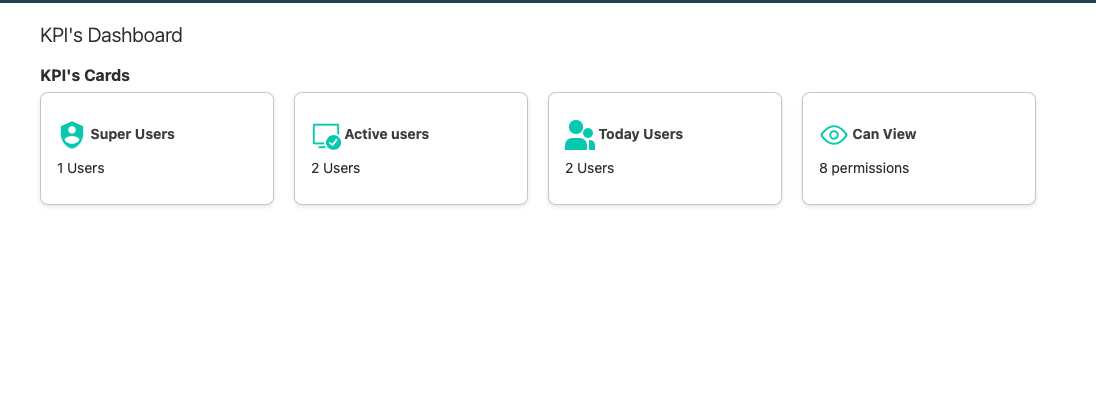 KPI's Dashboard
KPI's Cards
Super Users
1 Users
Active users
2 Users
Today Users
2 Users
Can View
8 permissions